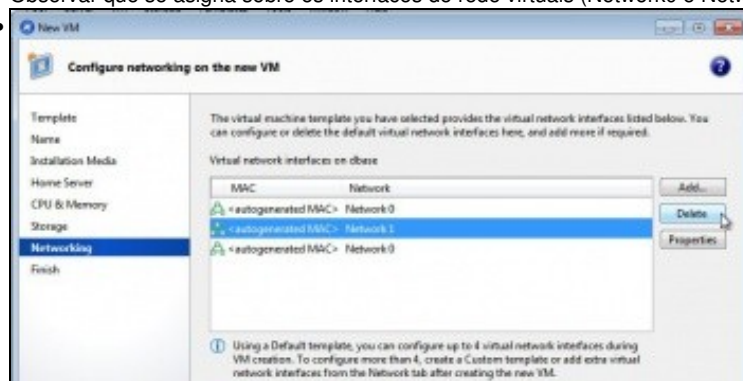 Observar que se asigna sobre os interfaces de rede virtuais (Network0 e Netw
New VM
Configure networking on the new VM
Template
Name
Installation Media
Home Server
CPU & Memory
Storage
Networking
Finish
The virtual machine template you have selected provides the virtual network interfaces listed below. You
can configure or delete the default virtual network interfaces here, and add more if required.
Virtual network interfaces on dbase
MAC Network
<autogenerated MAC> Network 0
<autogenerated MAC> Network 1
<autogenerated MAC> Network 0
Add...
Delete
Properties
Using a Default template, you can configure up to 4 virtual network interfaces during
VM creation. To configure more than 4, create a Custom template or add extra virtual
network interfaces from the Network tab after creating the new VM.